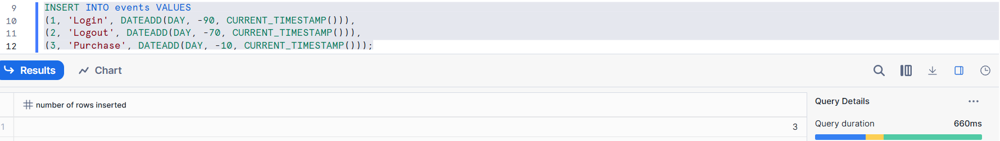 9 INSERT INTO events VALUES
10 (1, 'Login', DATEADD(DAY, -90, CURRENT_TIMESTAMP())),
11 (2, 'Logout', DATEADD(DAY, -70, CURRENT_TIMESTAMP())),
12 (3, 'Purchase', DATEADD(DAY, -10, CURRENT_TIMESTAMP()));
Results Chart
number of rows inserted
Query Details
1 3
Query duration 660ms